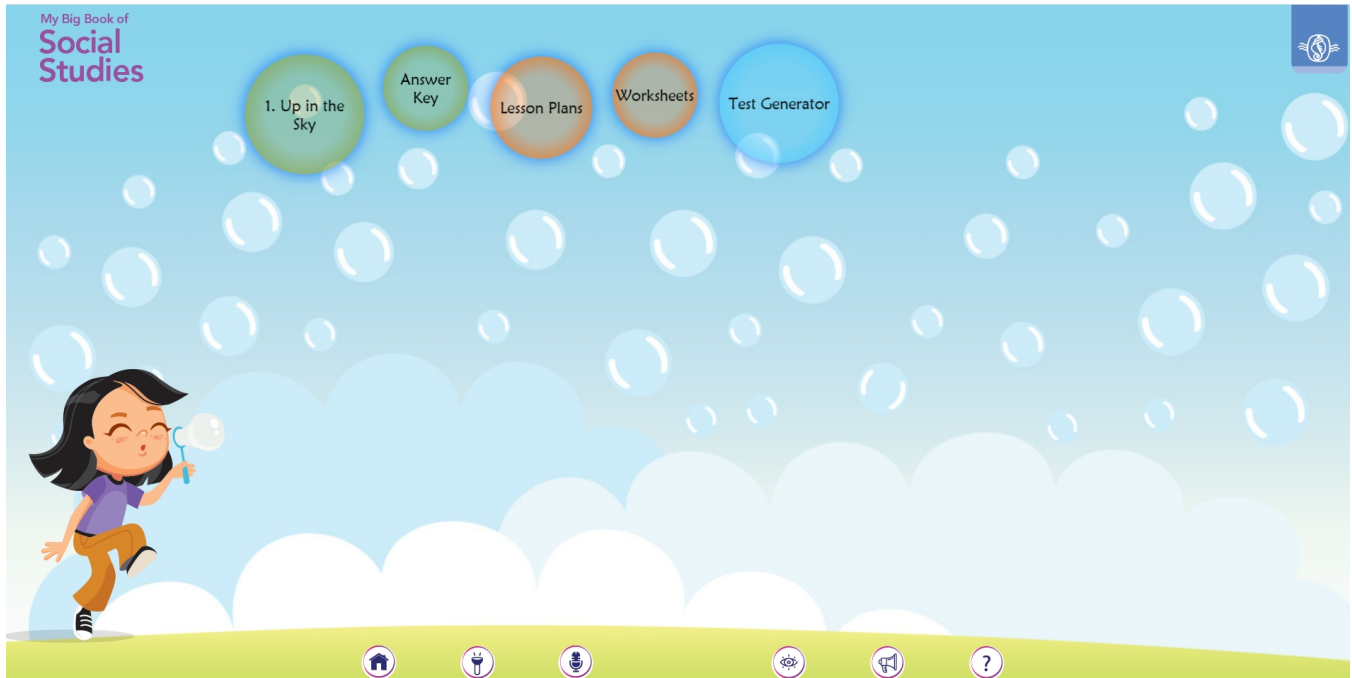 My Big Book of
Social
Studies
1. Up in the
Sky
Answer
Key
Lesson Plans
Worksheets
Test Generator
?